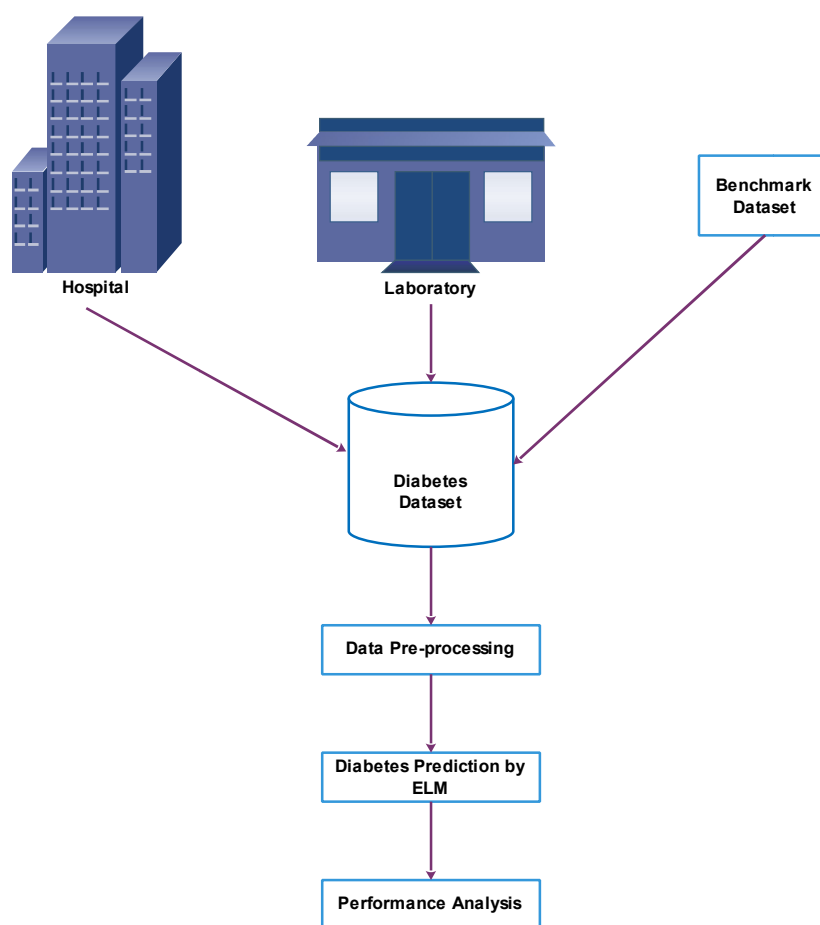 Benchmark
Dataset
Hospital
Laboratory
Diabetes
Dataset
Data Pre-processing
Diabetes Prediction by
ELM
Performance Analysis